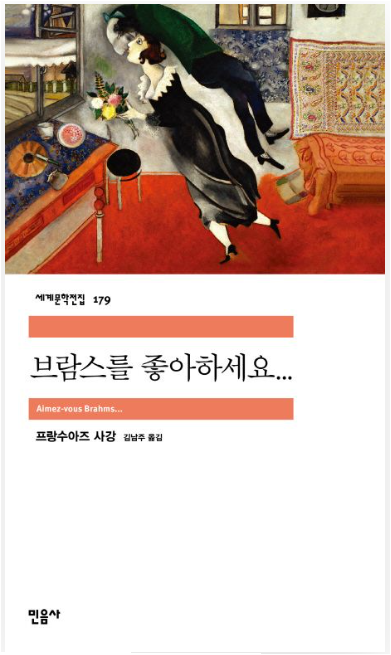 세계문학전집 179
브람스를 좋아하세요...
Aimez-vous Brahms...
프랑수아즈 사강 김남주 옮김
민음사